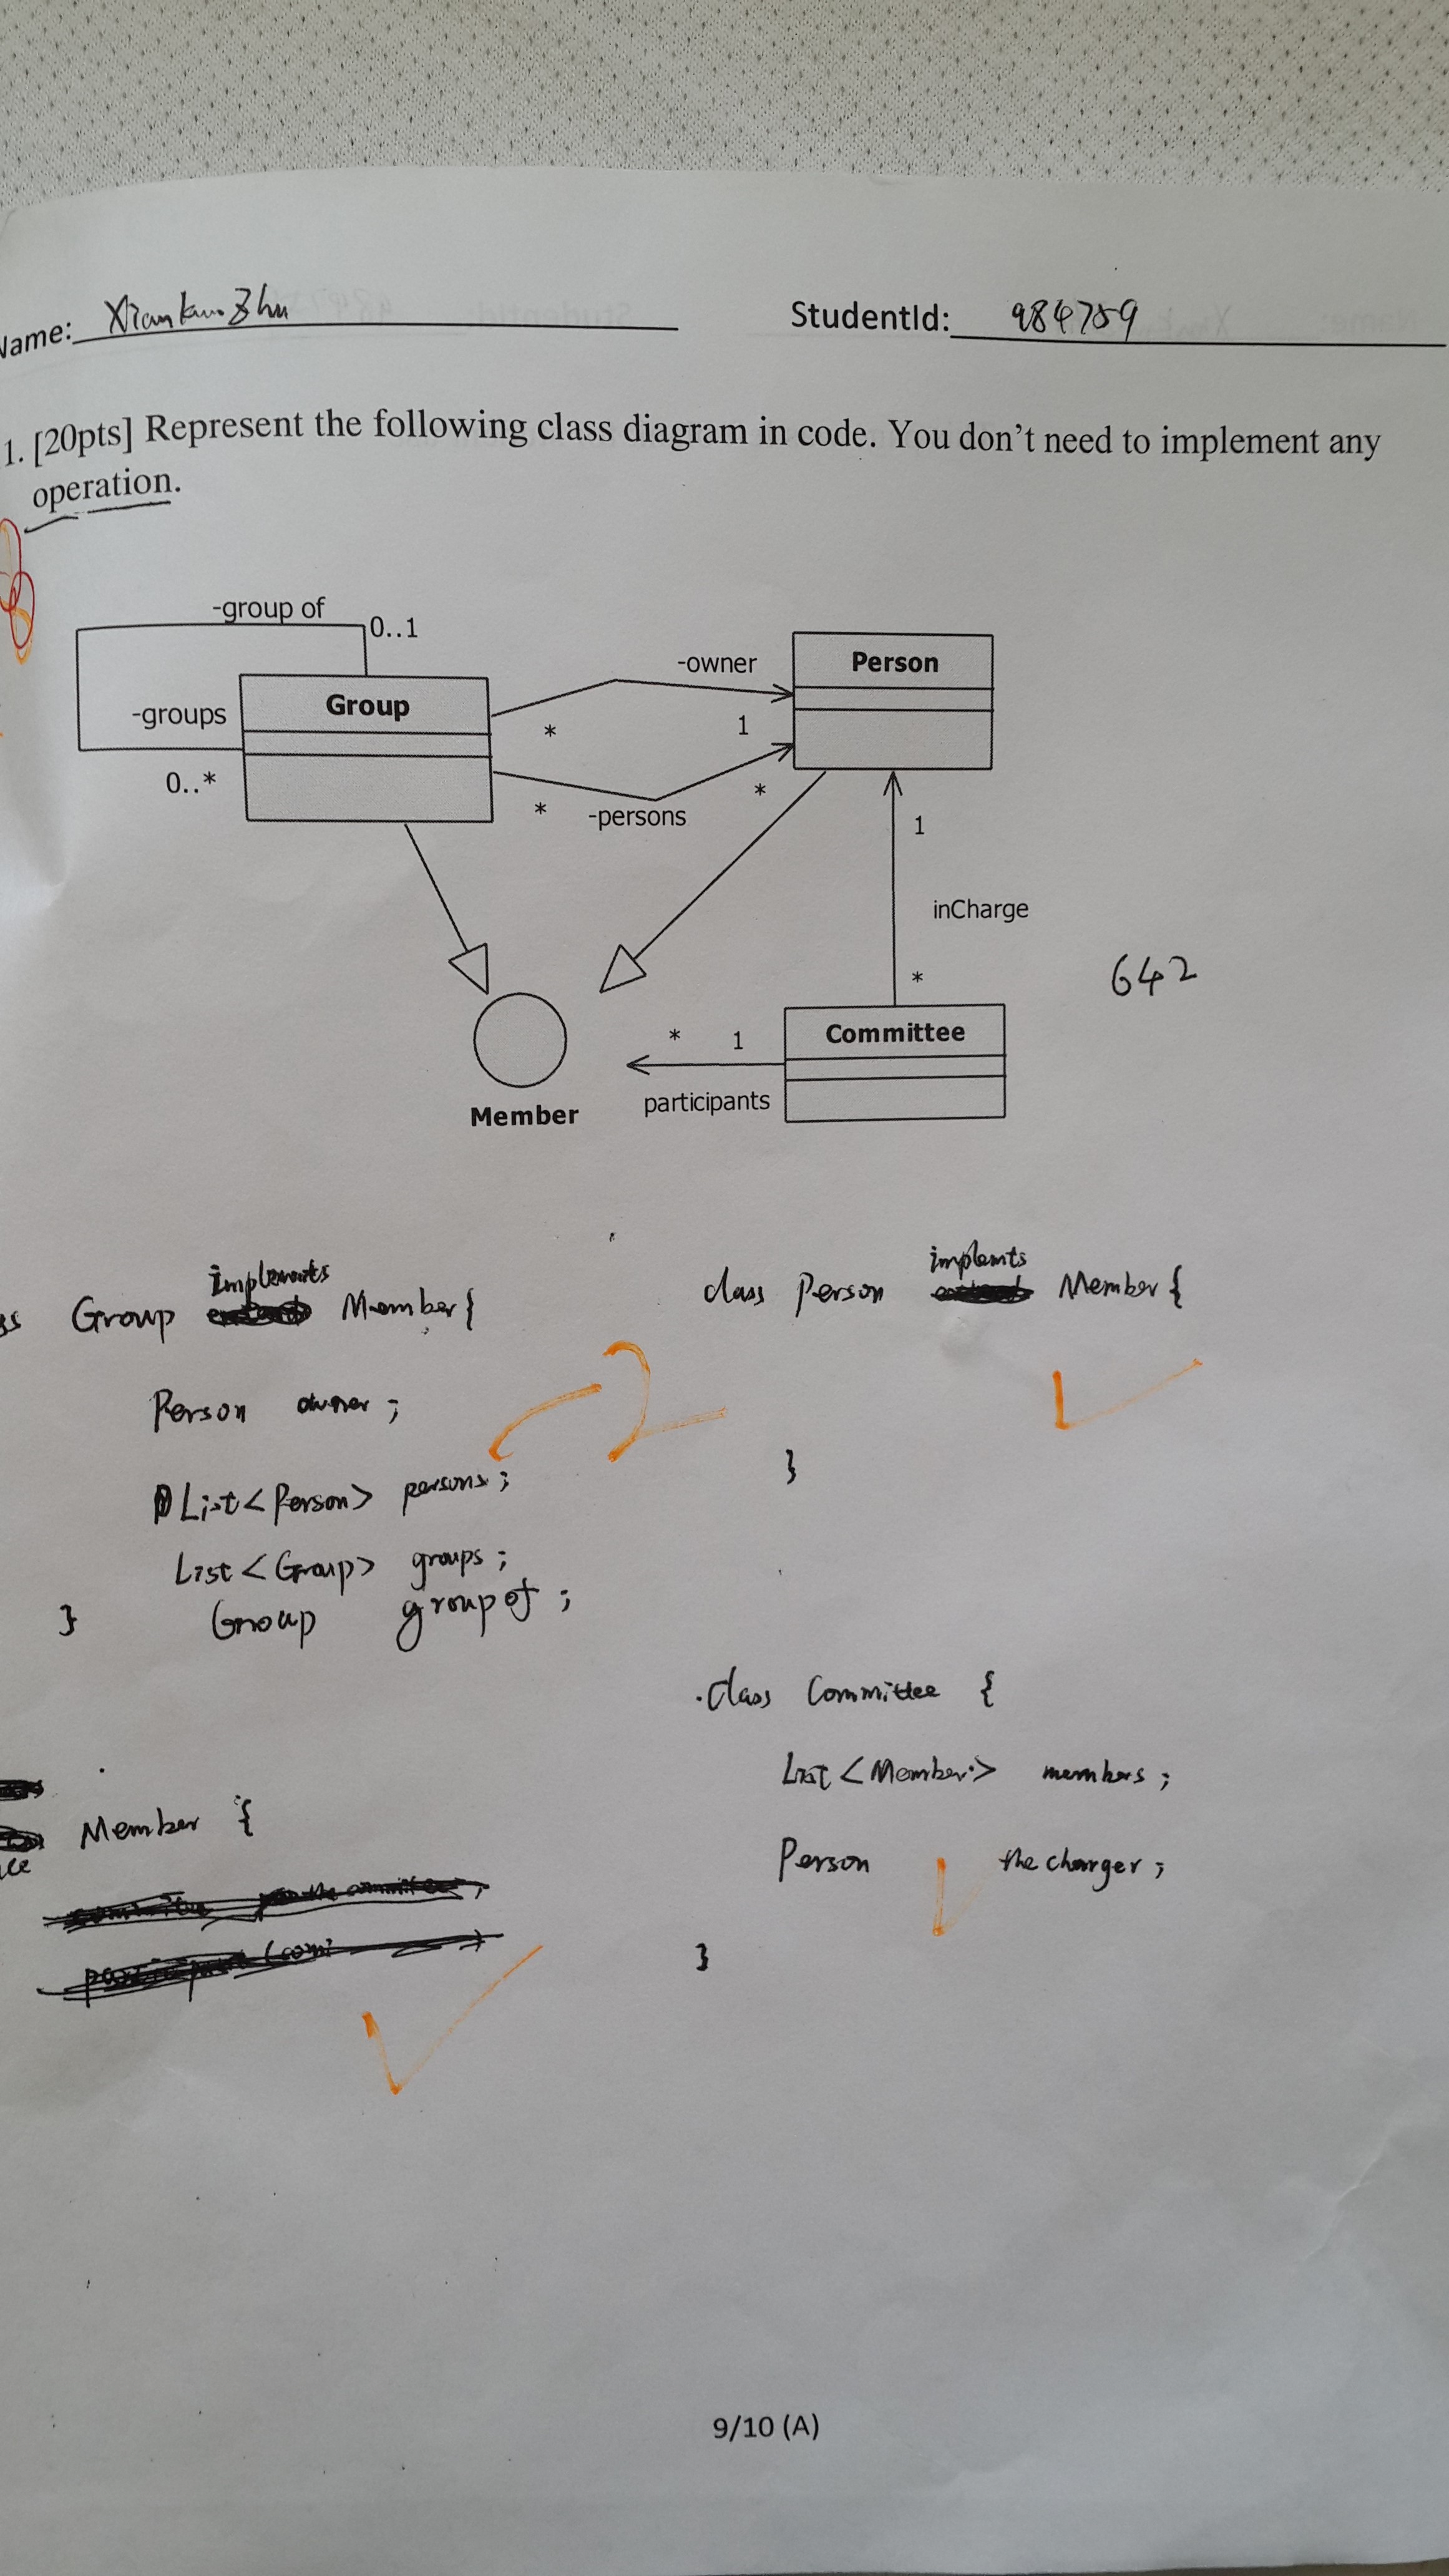 Name: Xiankun Zhu StudentId: 984759
1. [20pts] Represent the following class diagram in code. You don't need to implement any
operation.
-group of
0..1
-groups
0..*
Group
-owner
*
1
Person
*
-persons
*
1
inCharge
*
642
Member
* 1
participants
Committee
implements
ss Group Member{
Person owner;
List<Person> persons;
List<Group> groups;
} Group groupof;
-2
implemts
class Person Member{
}
class Committee {
List<Member> members;
Person the charger;
}
Member {
ce
9/10 (A)